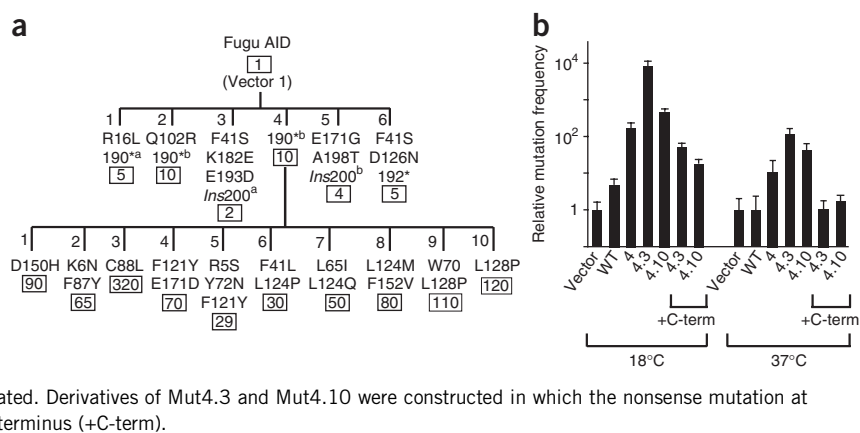 a
Fugu AID
1
(Vector 1)
1 2 3 4 5 6
R16L Q102R F41S 190*b E171G F41S
190*a 190*b K182E 10 A198T D126N
5 10 E193D Ins200b 192*
Ins200a 4 5
2
1 2 3 4 5 6 7 8 9 10
D150H K6N C88L F121Y R5S F41L L65I L124M W70 L128P
90 F87Y 320 E171D Y72N L124P L124Q F152V L128P 120
65 70 F121Y 30 50 80 110
29
b
Relative mutation frequency
10^4
10^2
1
Vector WT 4 4.3 4.10 4.3 4.10 Vector WT 4 4.3 4.10 4.3 4.10
+C-term +C-term
18°C 37°C
ated. Derivatives of Mut4.3 and Mut4.10 were constructed in which the nonsense mutation at
terminus (+C-term).